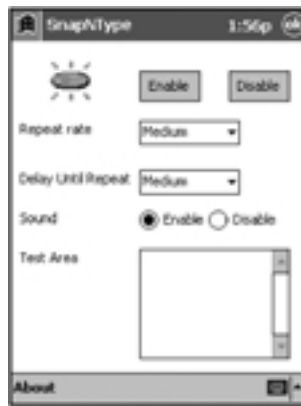 SnapNType 1:56p ok
Enable Disable
Repeat rate Medium
Delay Until Repeat Medium
Sound Enable Disable
Test Area
About